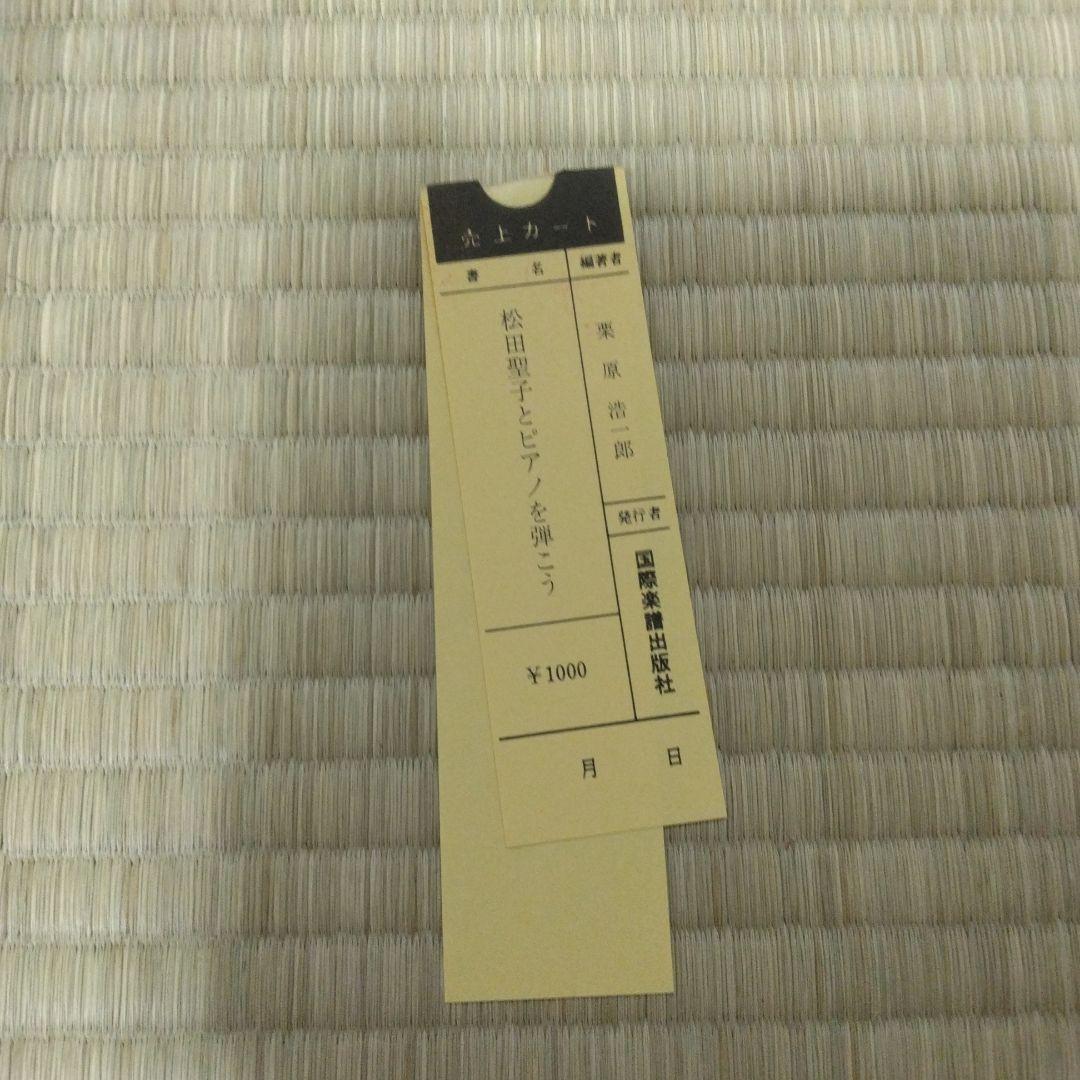 売上カード
書名
編著者
松田聖子とピアノを弾こう
栗原浩一郎
発行者
国際楽譜出版社
￥1000
月 日